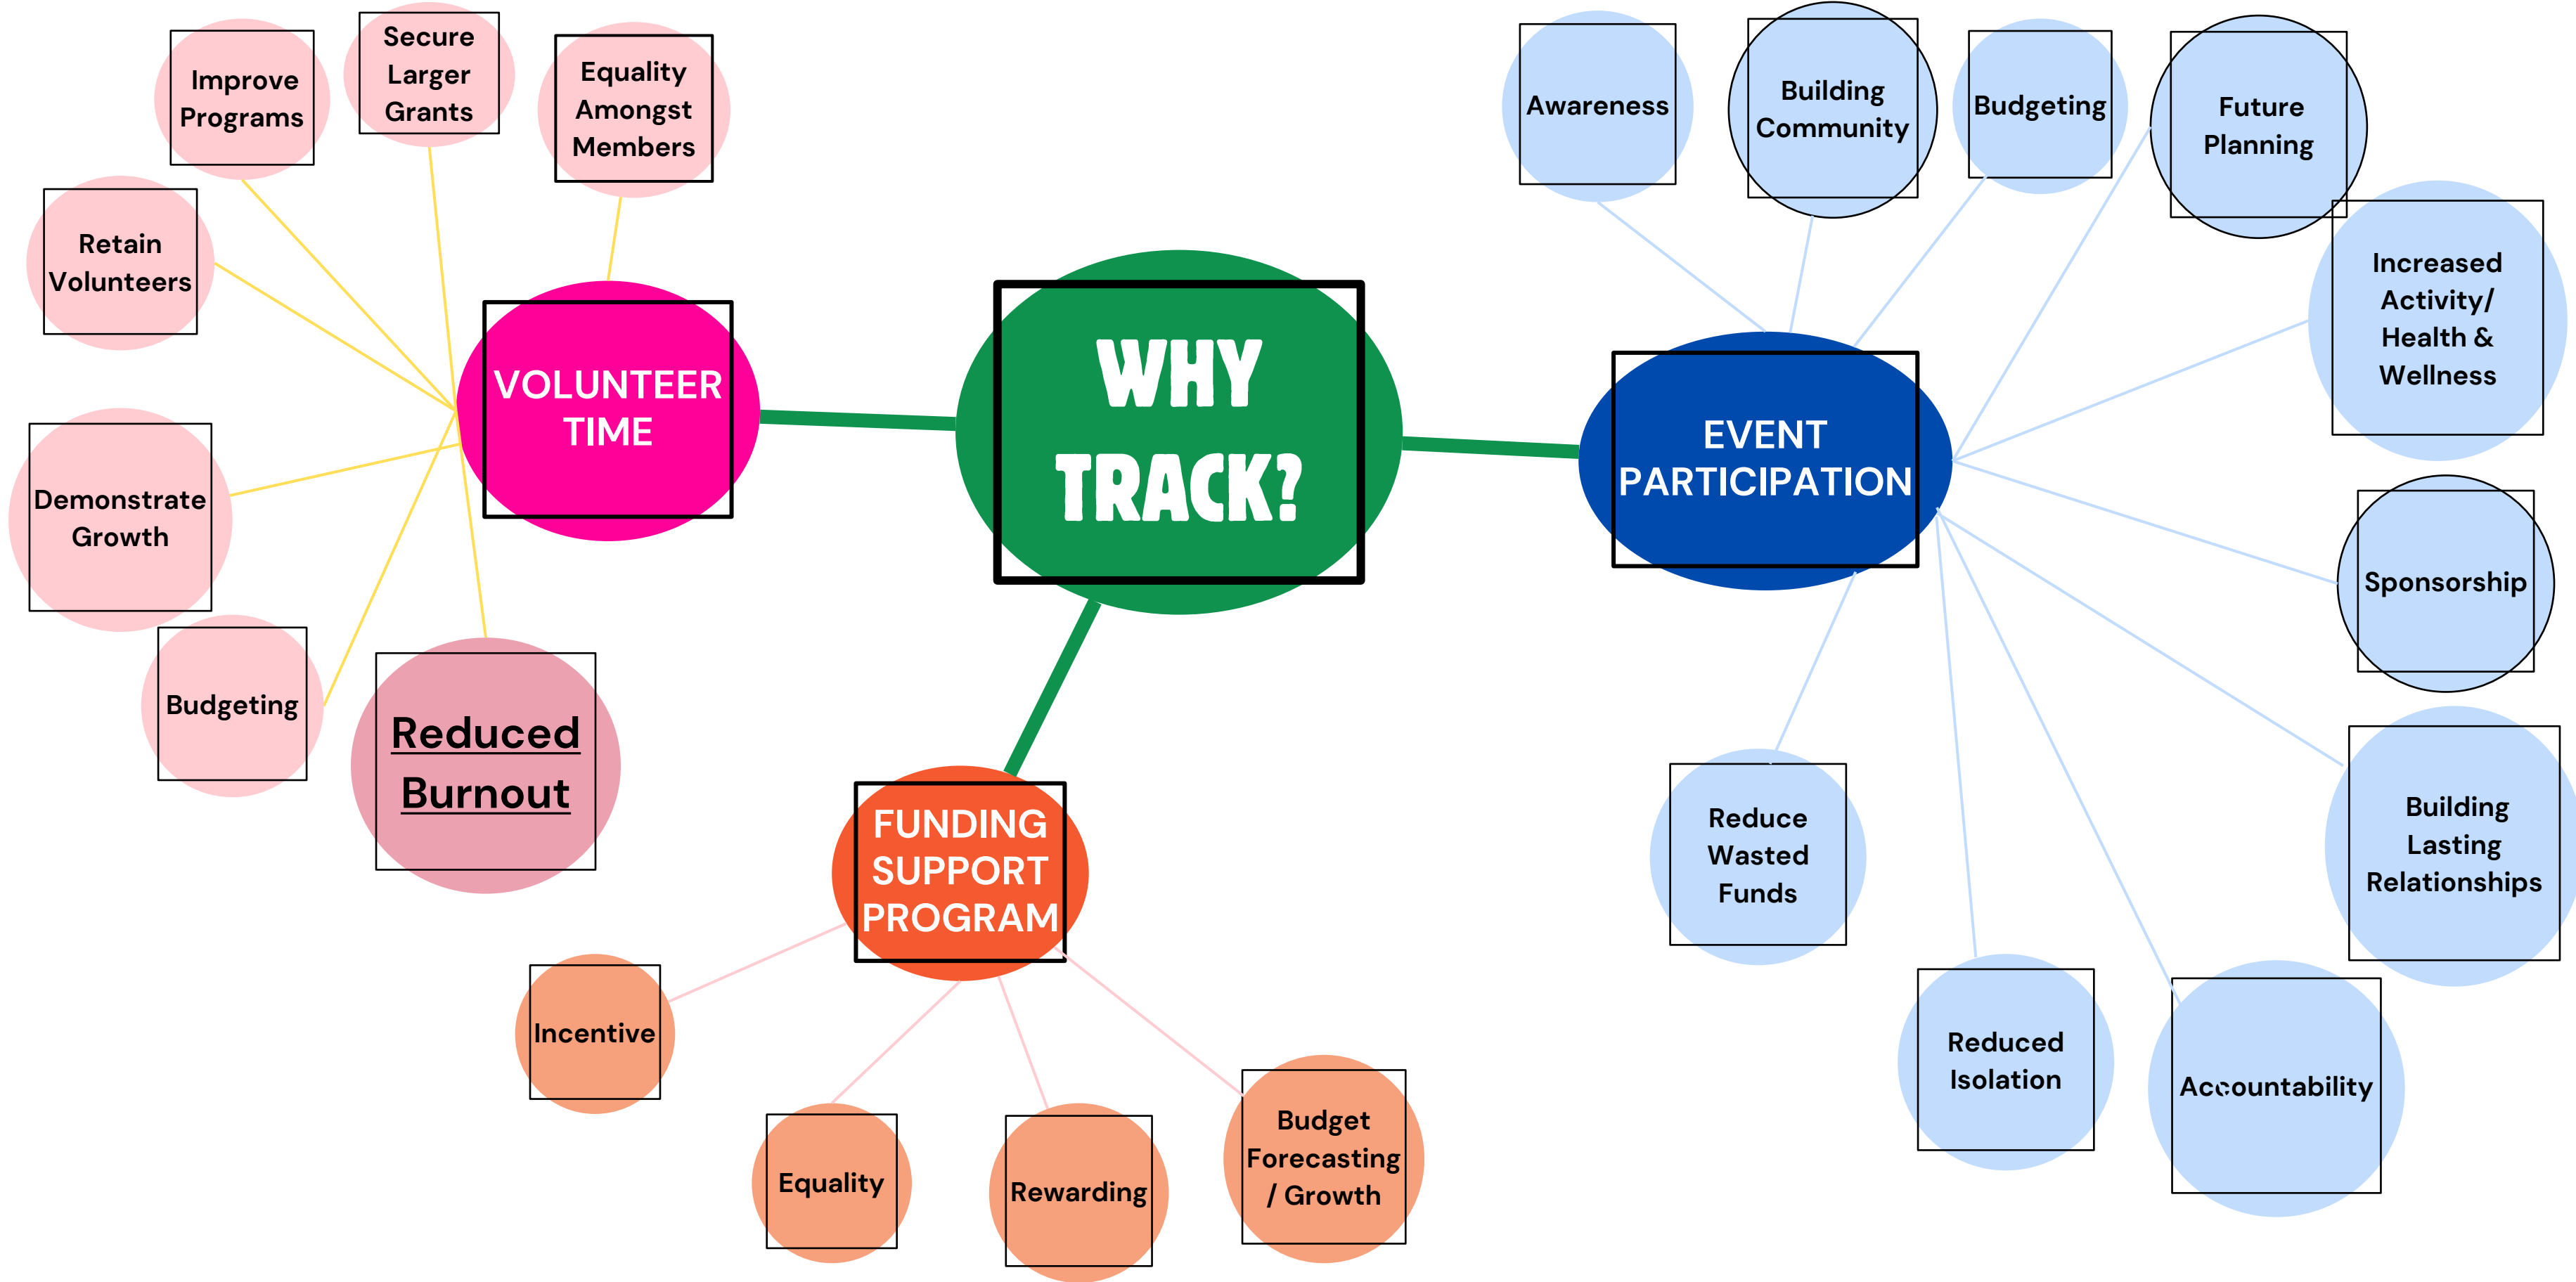 Improve
Programs
Secure
Larger
Grants
Equality
Amongst
Members
Retain
Volunteers
VOLUNTEER
TIME
Demonstrate
Growth
Budgeting
Reduced
Burnout
WHY
TRACK?
FUNDING
SUPPORT
PROGRAM
Incentive
Equality
Rewarding
Budget
Forecasting
/ Growth
Awareness
Building
Community
Budgeting
Future
Planning
Increased
Activity/
Health &
Wellness
EVENT
PARTICIPATION
Sponsorship
Building
Lasting
Relationships
Reduce
Wasted
Funds
Reduced
Isolation
Accountability